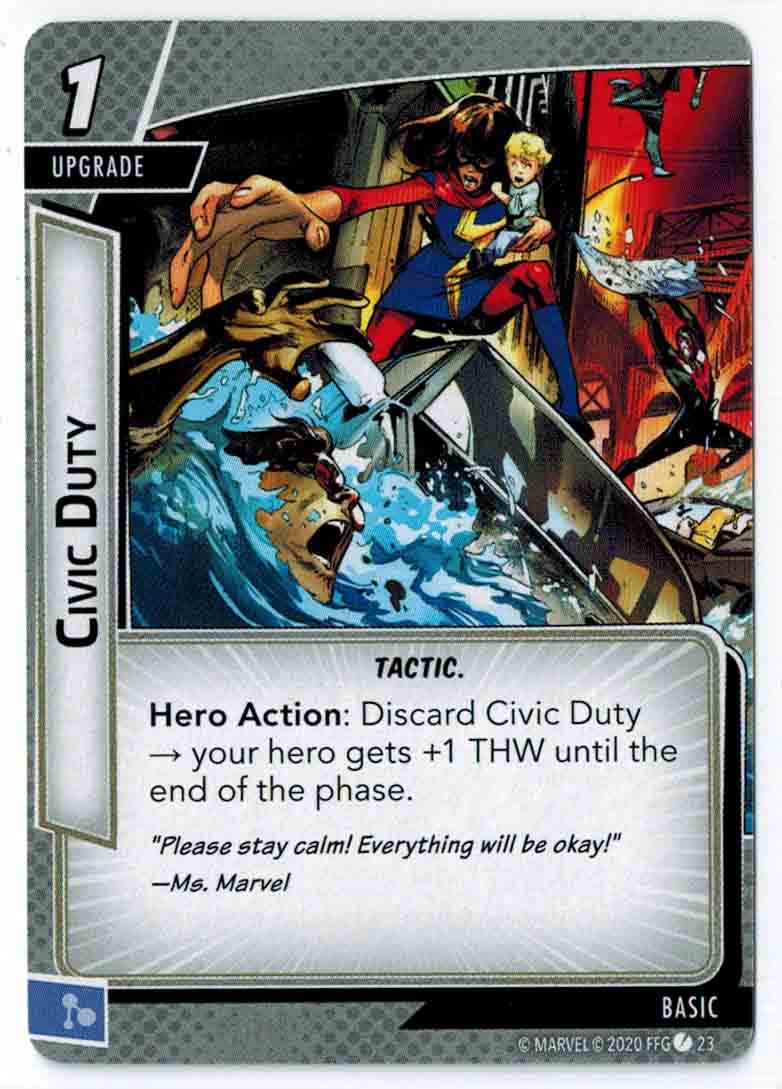 1
UPGRADE
CIVIC DUTY
TACTIC.
Hero Action: Discard Civic Duty
→ your hero gets +1 THW until the
end of the phase.
"Please stay calm! Everything will be okay!"
—Ms. Marvel
BASIC
© MARVEL © 2020 FFG 23